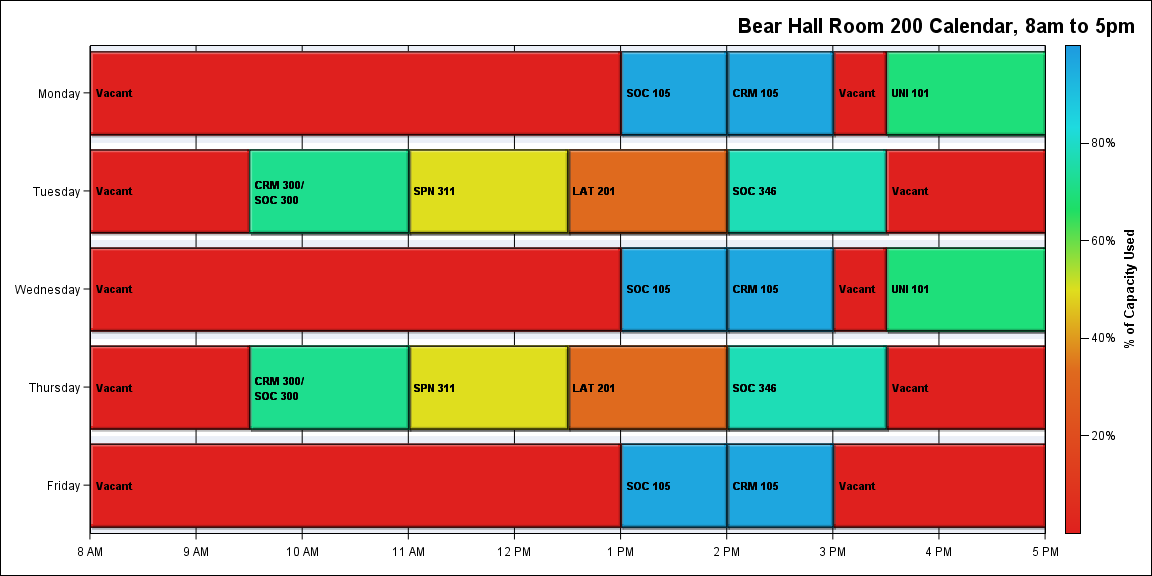 Bear Hall Room 200 Calendar, 8am to 5pm
Monday
Vacant
SOC 105
CRM 105
Vacant
UNI 101
Tuesday
Vacant
CRM 300/
SOC 300
SPN 311
LAT 201
SOC 346
Vacant
Wednesday
Vacant
SOC 105
CRM 105
Vacant
UNI 101
Thursday
Vacant
CRM 300/
SOC 300
SPN 311
LAT 201
SOC 346
Vacant
Friday
Vacant
SOC 105
CRM 105
Vacant
8 AM
9 AM
10 AM
11 AM
12 PM
1 PM
2 PM
3 PM
4 PM
5 PM
80%
60%
40%
20%
% of Capacity Used